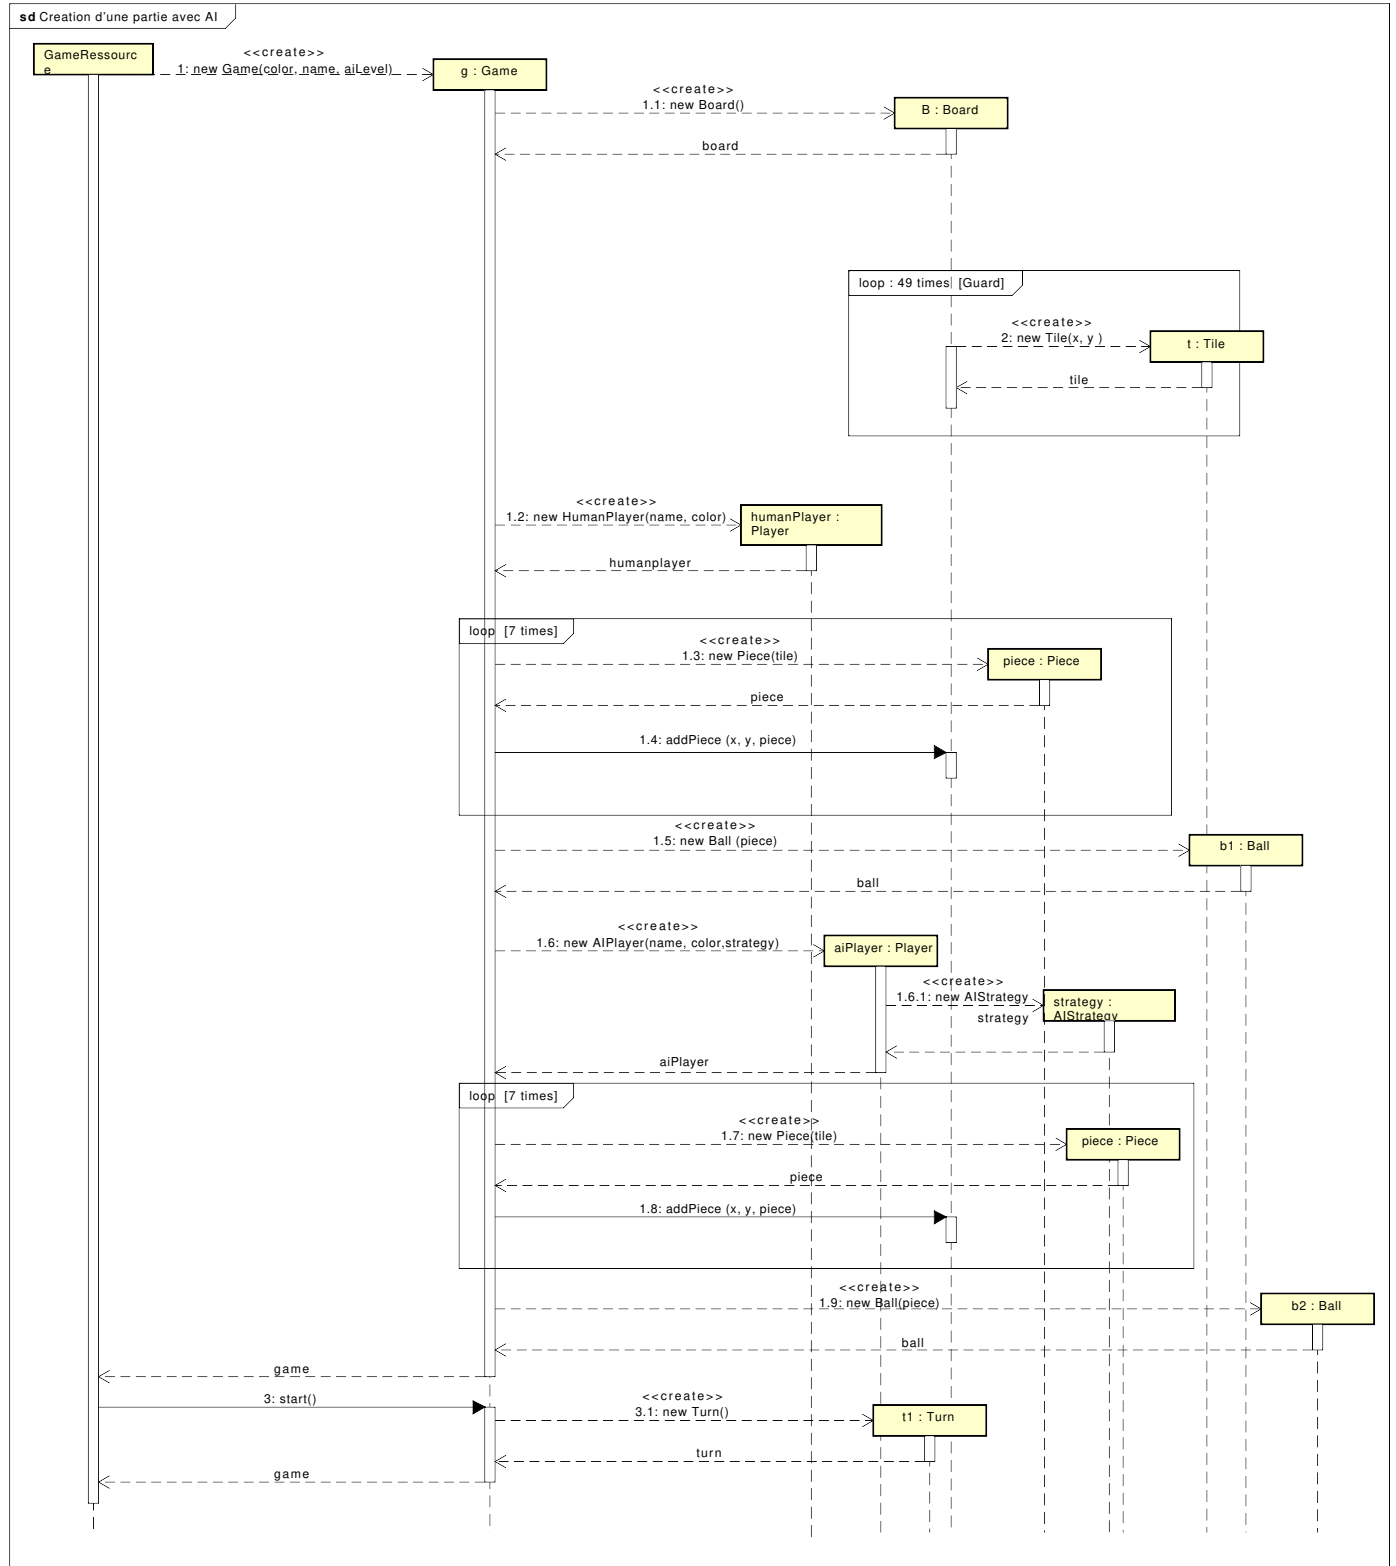 sd Creation d'une partie avec AI
GameRessourc
e
<<create>>
1: new Game(color, name, aiLevel)
g : Game
<<create>>
1.1: new Board()
B : Board
board
loop : 49 times [Guard]
<<create>>
2: new Tile(x, y )
t : Tile
tile
<<create>>
1.2: new HumanPlayer(name, color)
humanPlayer :
Player
humanplayer
loop [7 times]
<<create>>
1.3: new Piece(tile)
piece : Piece
piece
1.4: addPiece (x, y, piece)
<<create>>
1.5: new Ball (piece)
b1 : Ball
ball
<<create>>
1.6: new AIPlayer(name, color,strategy)
aiPlayer : Player
<<create>>
1.6.1: new AIStrategy
strategy :
AIStrategy
strategy
aiPlayer
loop [7 times]
<<create>>
1.7: new Piece(tile)
piece : Piece
piece
1.8: addPiece (x, y, piece)
<<create>>
1.9: new Ball(piece)
b2 : Ball
ball
game
3: start()
<<create>>
3.1: new Turn()
t1 : Turn
turn
game